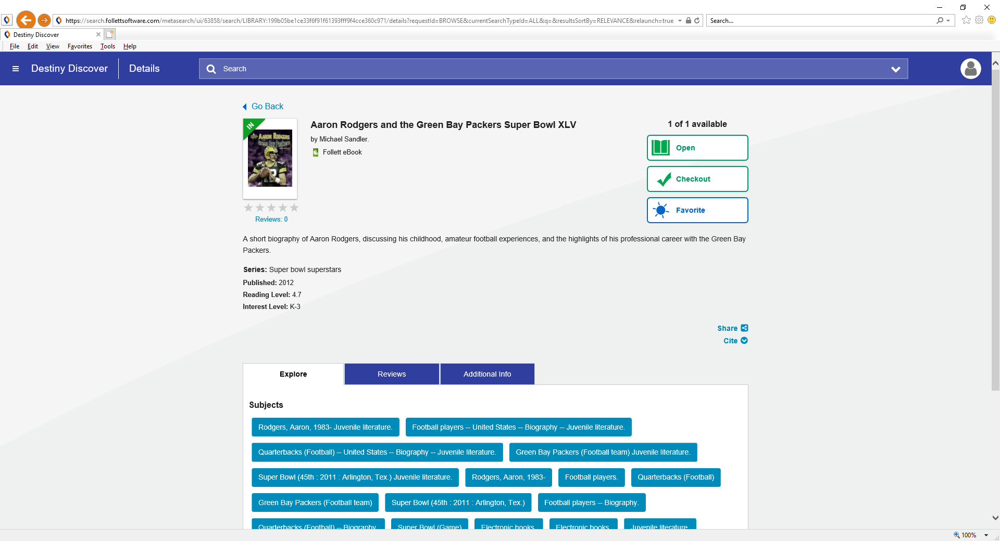 https://search.follettsoftware.com/metasearch/ui/63858/search/LIBRARY:199b05be1ce33f6f91f61393fff9f4cce360c971/details?requestId=BROWSE&currentSearchTypeId=ALL&q=&resultsSortBy=RELEVANCE&relaunch=true
Search...
Destiny Discover
File Edit View Favorites Tools Help
Destiny Discover
Details
Search
Go Back
IN
AARON RODGERS
Green Bay Packers
Aaron Rodgers and the Green Bay Packers Super Bowl XLV
by Michael Sandler.
Follett eBook
1 of 1 available
Open
Checkout
Favorite
Reviews: 0
A short biography of Aaron Rodgers, discussing his childhood, amateur football experiences, and the highlights of his professional career with the Green Bay
Packers.
Series: Super bowl superstars
Published: 2012
Reading Level: 4.7
Interest Level: K-3
Share
Cite
Explore
Reviews
Additional Info
Subjects
Rodgers, Aaron, 1983- Juvenile literature.
Football players -- United States -- Biography -- Juvenile literature.
Quarterbacks (Football) -- United States -- Biography -- Juvenile literature.
Green Bay Packers (Football team) Juvenile literature.
Super Bowl (45th : 2011 : Arlington, Tex.) Juvenile literature.
Rodgers, Aaron, 1983-
Football players.
Quarterbacks (Football)
Green Bay Packers (Football team)
Super Bowl (45th : 2011 : Arlington, Tex.)
Football players -- Biography.
Quarterbacks (Football) -- Biography
Super Bowl (Game)
Electronic books.
Electronic books.
Juvenile literature.
100%